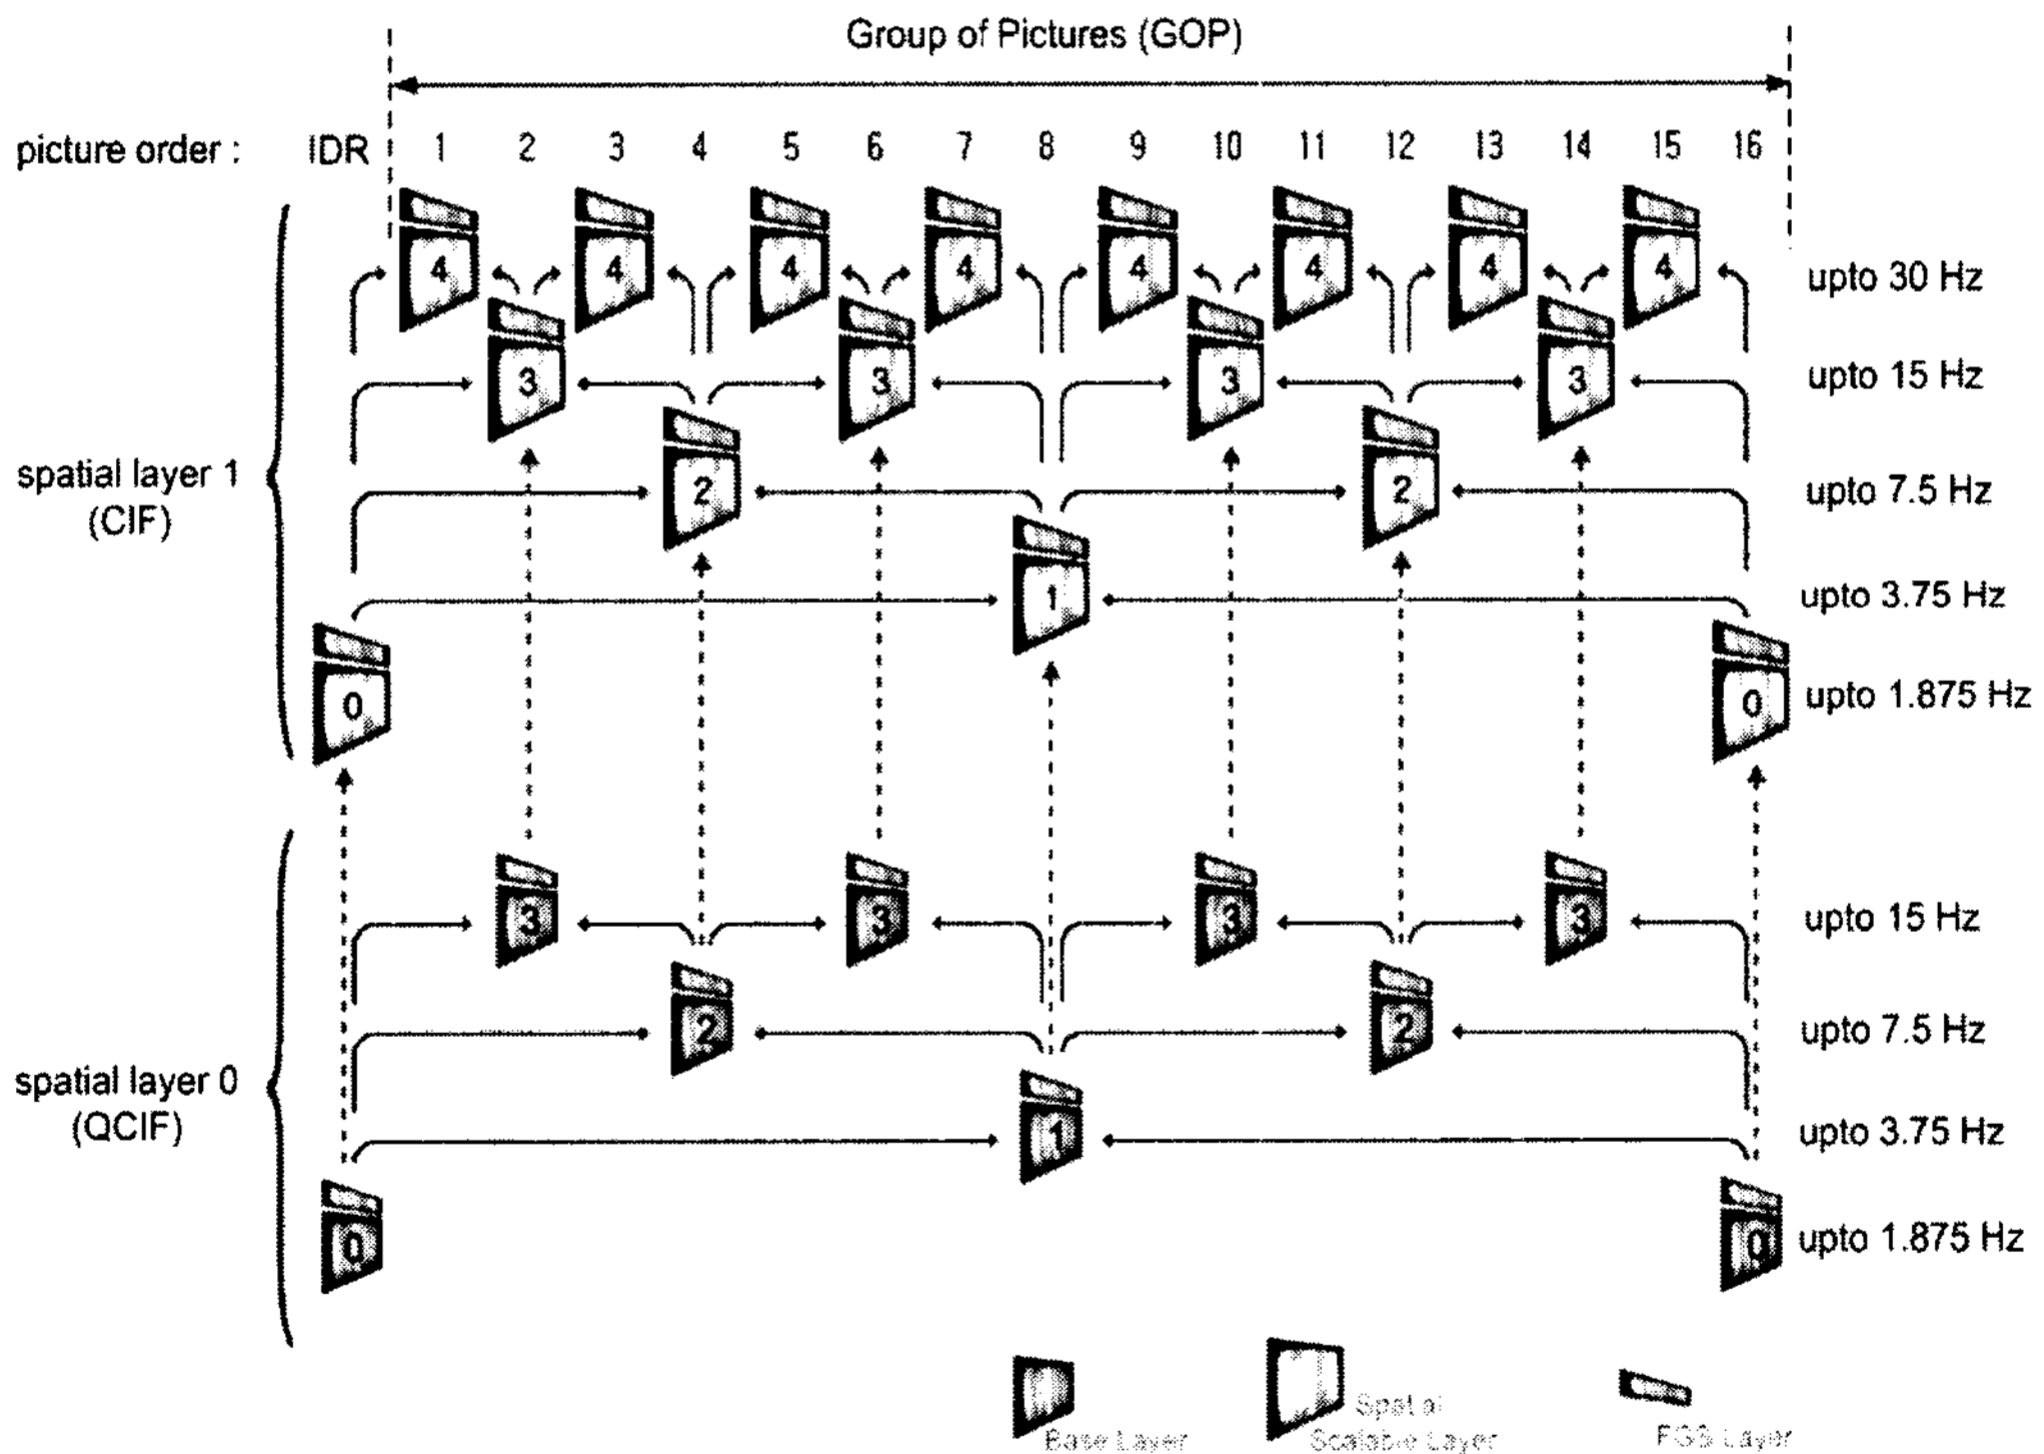 Group of Pictures (GOP)
picture order : IDR 1 2 3 4 5 6 7 8 9 10 11 12 13 14 15 16
4 4 4 4 4 4 4 4 upto 30 Hz
3 3 3 3 upto 15 Hz
spatial layer 1
(CIF)
2 2 upto 7.5 Hz
1 upto 3.75 Hz
0 0 upto 1.875 Hz
3 3 3 3 upto 15 Hz
2 2 upto 7.5 Hz
spatial layer 0
(QCIF)
1 upto 3.75 Hz
0 0 upto 1.875 Hz
Base Layer
Spatial
Scalable Layer
FGS Layer